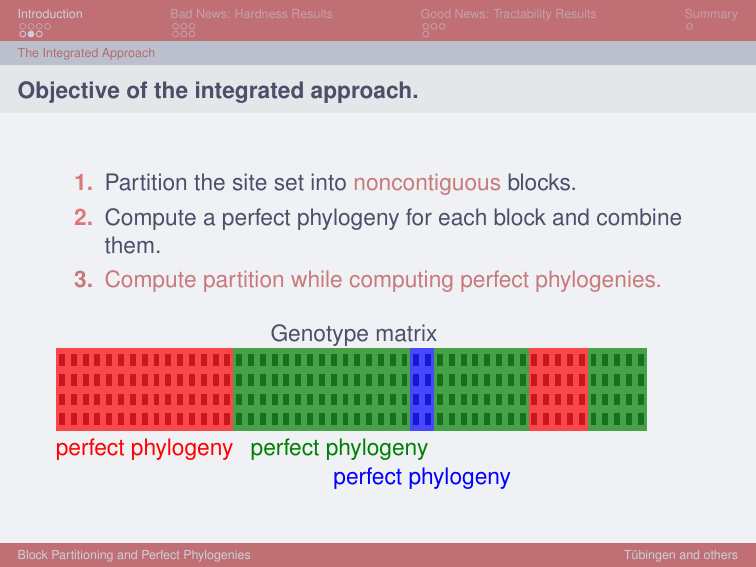 Introduction
Bad News: Hardness Results
Good News: Tractability Results
Summary
The Integrated Approach
Objective of the integrated approach.
1. Partition the site set into noncontiguous blocks.
2. Compute a perfect phylogeny for each block and combine
them.
3. Compute partition while computing perfect phylogenies.
Genotype matrix
perfect phylogeny perfect phylogeny
perfect phylogeny
Block Partitioning and Perfect Phylogenies
Tübingen and others